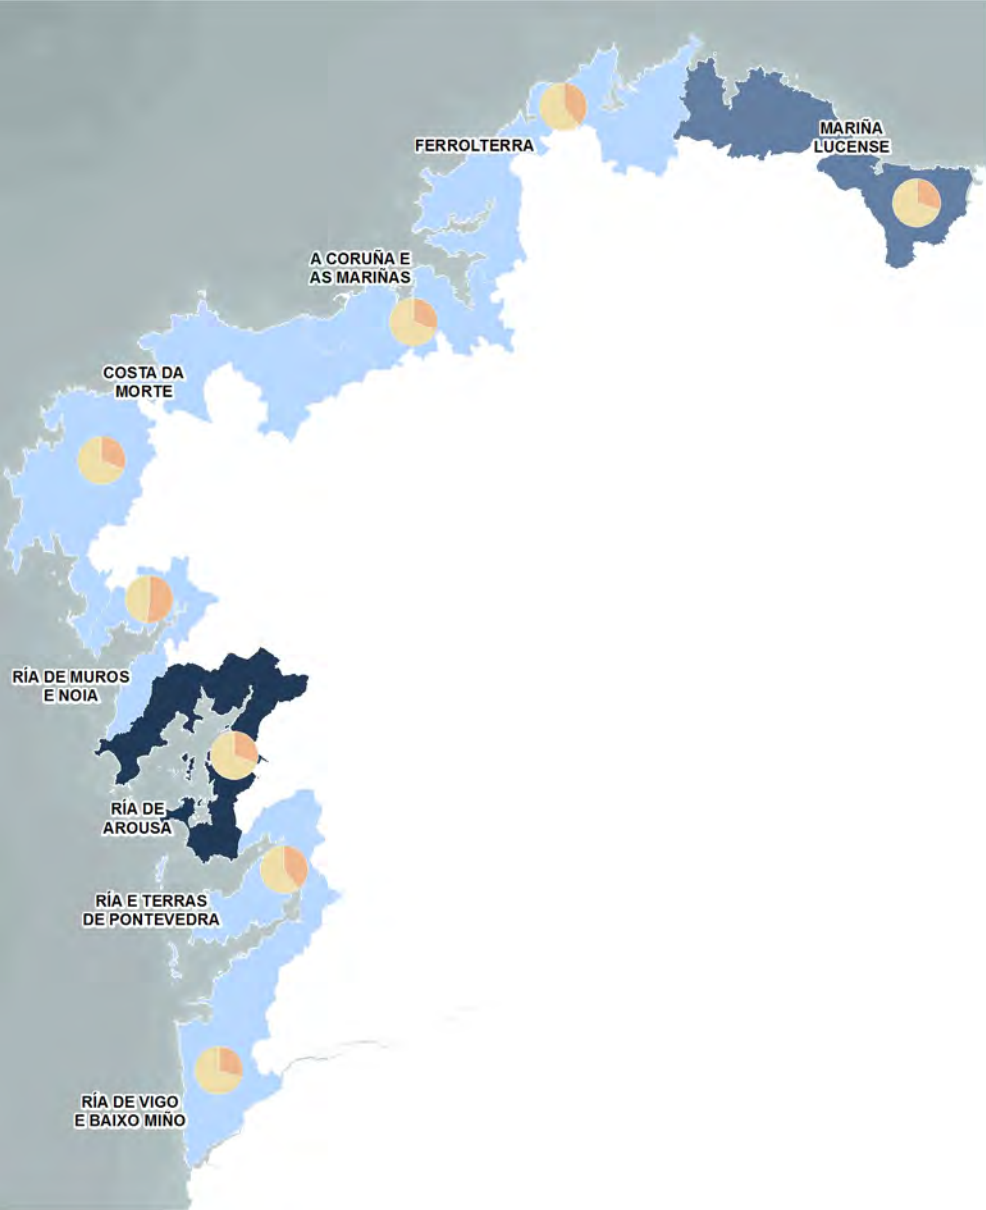 FERROLTERRA
MARIÑA
LUCENSE
A CORUÑA E
AS MARIÑAS
COSTA DA
MORTE
RÍA DE MUROS
E NOIA
RÍA DE
AROUSA
RÍA E TERRAS
DE PONTEVEDRA
RÍA DE VIGO
E BAIXO MIÑO